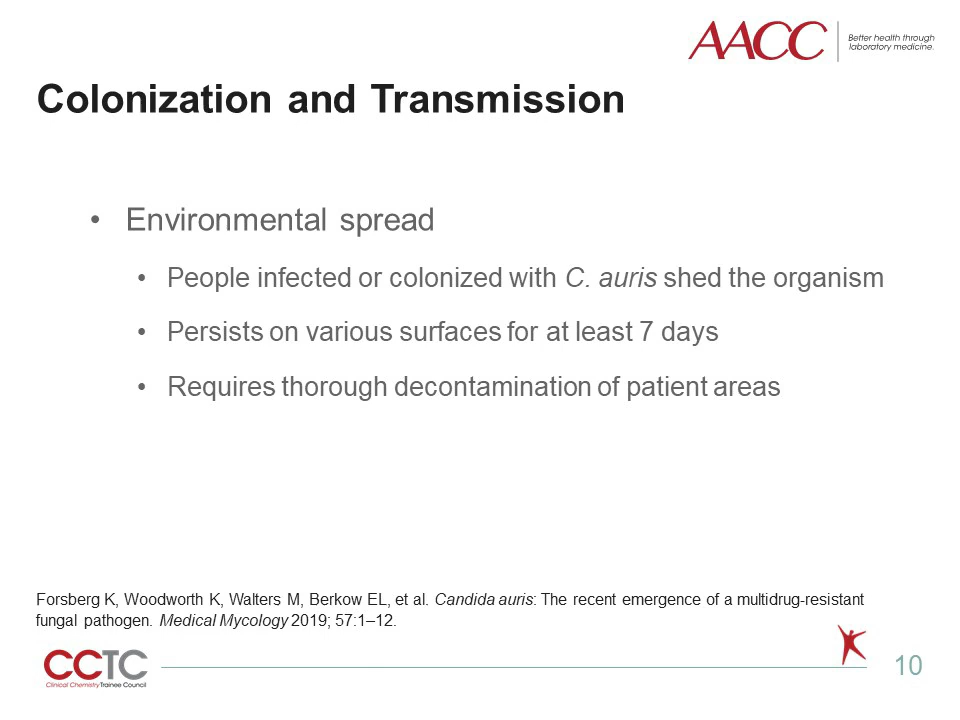 AACC
Better health through
laboratory medicine.
Colonization and Transmission
• Environmental spread
• People infected or colonized with C. auris shed the organism
• Persists on various surfaces for at least 7 days
• Requires thorough decontamination of patient areas
Forsberg K, Woodworth K, Walters M, Berkow EL, et al. Candida auris: The recent emergence of a multidrug-resistant
fungal pathogen. Medical Mycology 2019; 57:1–12.
CCTC
Clinical Chemistry Trainee Council
10